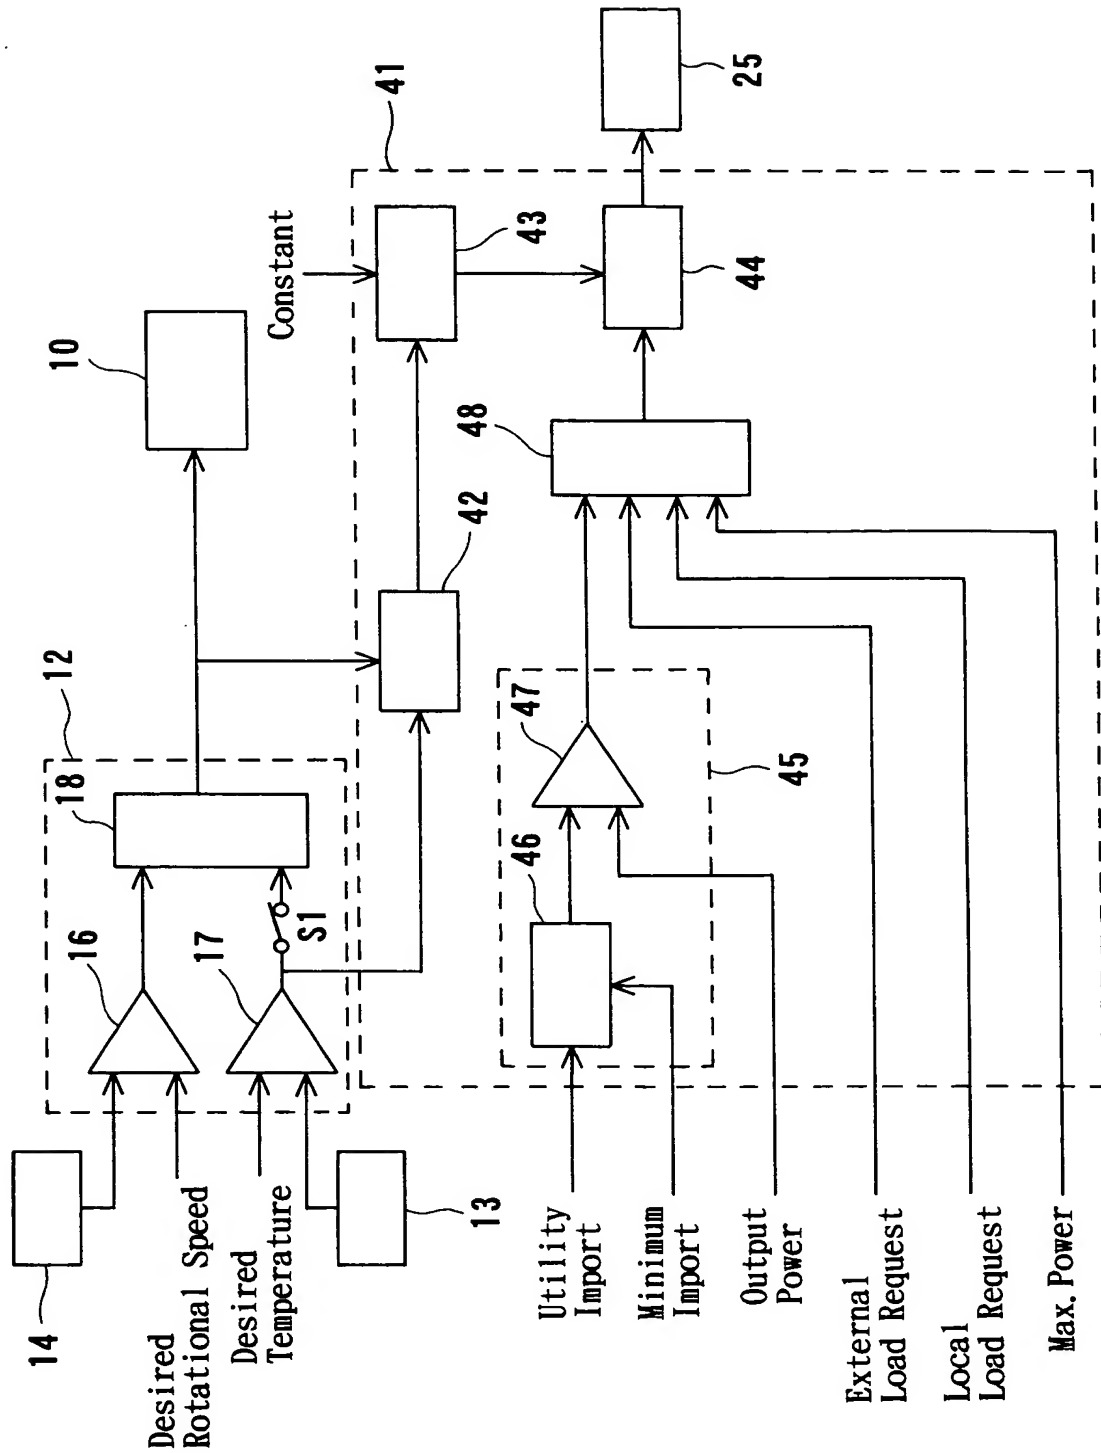 14
Desired
Rotational Speed
Desired
Temperature
13
16
17
S1
18
12
10
Constant
41
42
43
44
25
48
47
46
45
Utility
Import
Minimum
Import
Output
Power
External
Load Request
Local
Load Request
Max. Power